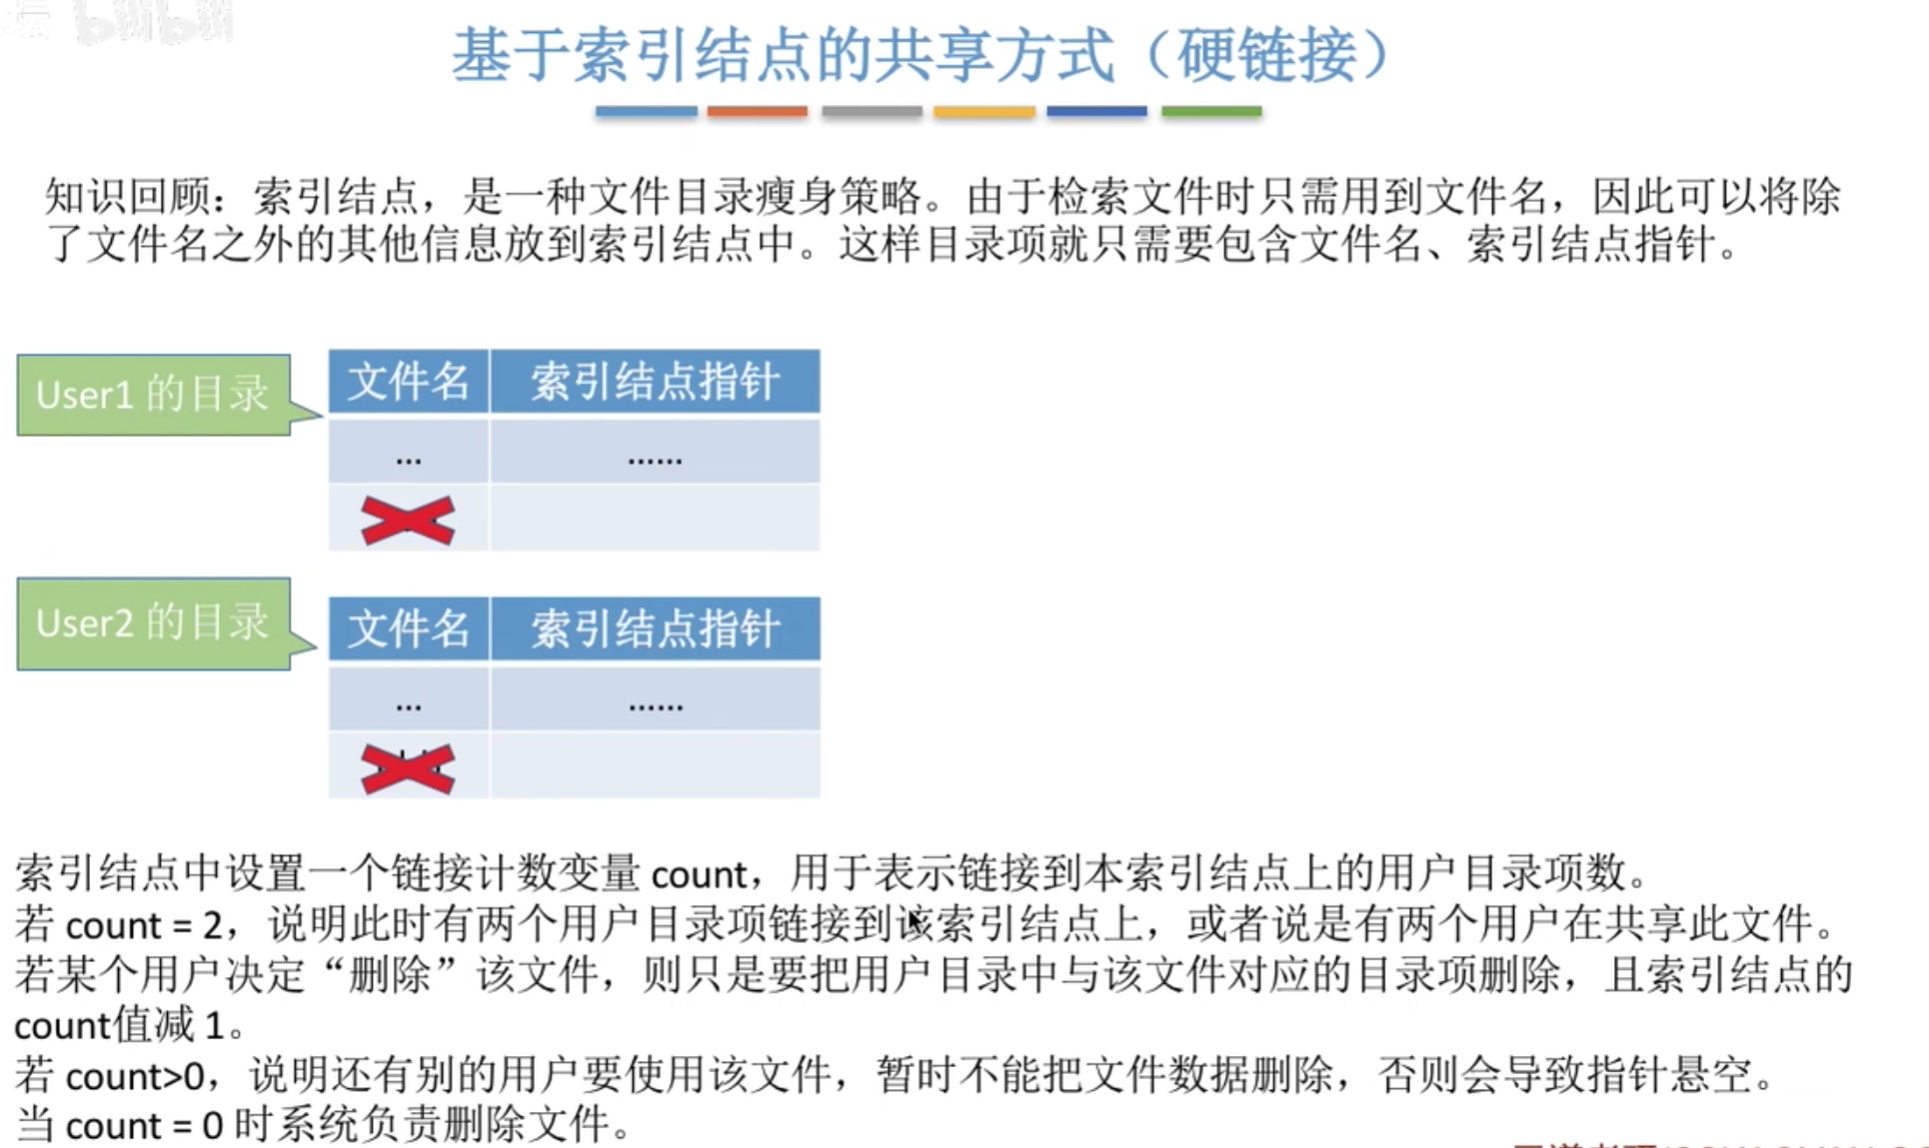 bilibili
基于索引结点的共享方式（硬链接）
知识回顾：索引结点，是一种文件目录瘦身策略。由于检索文件时只需用到文件名，因此可以将除
了文件名之外的其他信息放到索引结点中。这样目录项就只需要包含文件名、索引结点指针。
User1 的目录
文件名 索引结点指针
... ......
User2 的目录
文件名 索引结点指针
... ......
索引结点中设置一个链接计数变量 count，用于表示链接到本索引结点上的用户目录项数。
若 count = 2，说明此时有两个用户目录项链接到该索引结点上，或者说是有两个用户在共享此文件。
若某个用户决定“删除”该文件，则只是要把用户目录中与该文件对应的目录项删除，且索引结点的
count值减 1。
若 count>0，说明还有别的用户要使用该文件，暂时不能把文件数据删除，否则会导致指针悬空。
当 count = 0 时系统负责删除文件。